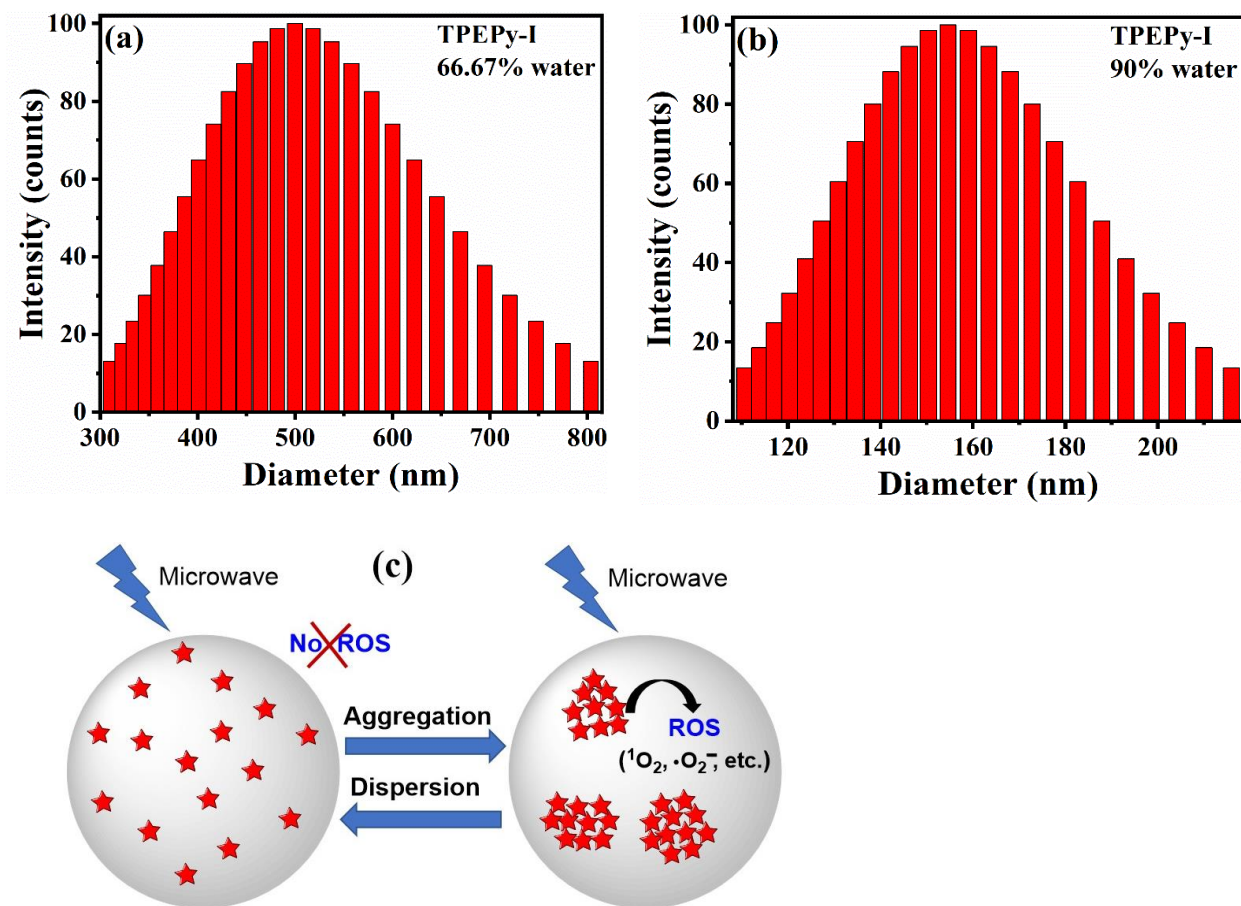 (a)
TPEPy-I
66.67% water
Intensity (counts)
100
80
60
40
20
0
300 400 500 600 700 800
Diameter (nm)
(b)
TPEPy-I
90% water
Intensity (counts)
100
80
60
40
20
0
120 140 160 180 200
Diameter (nm)
(c)
Microwave
No ROS
Aggregation
Dispersion
Microwave
ROS
(¹O₂, ·O₂⁻, etc.)